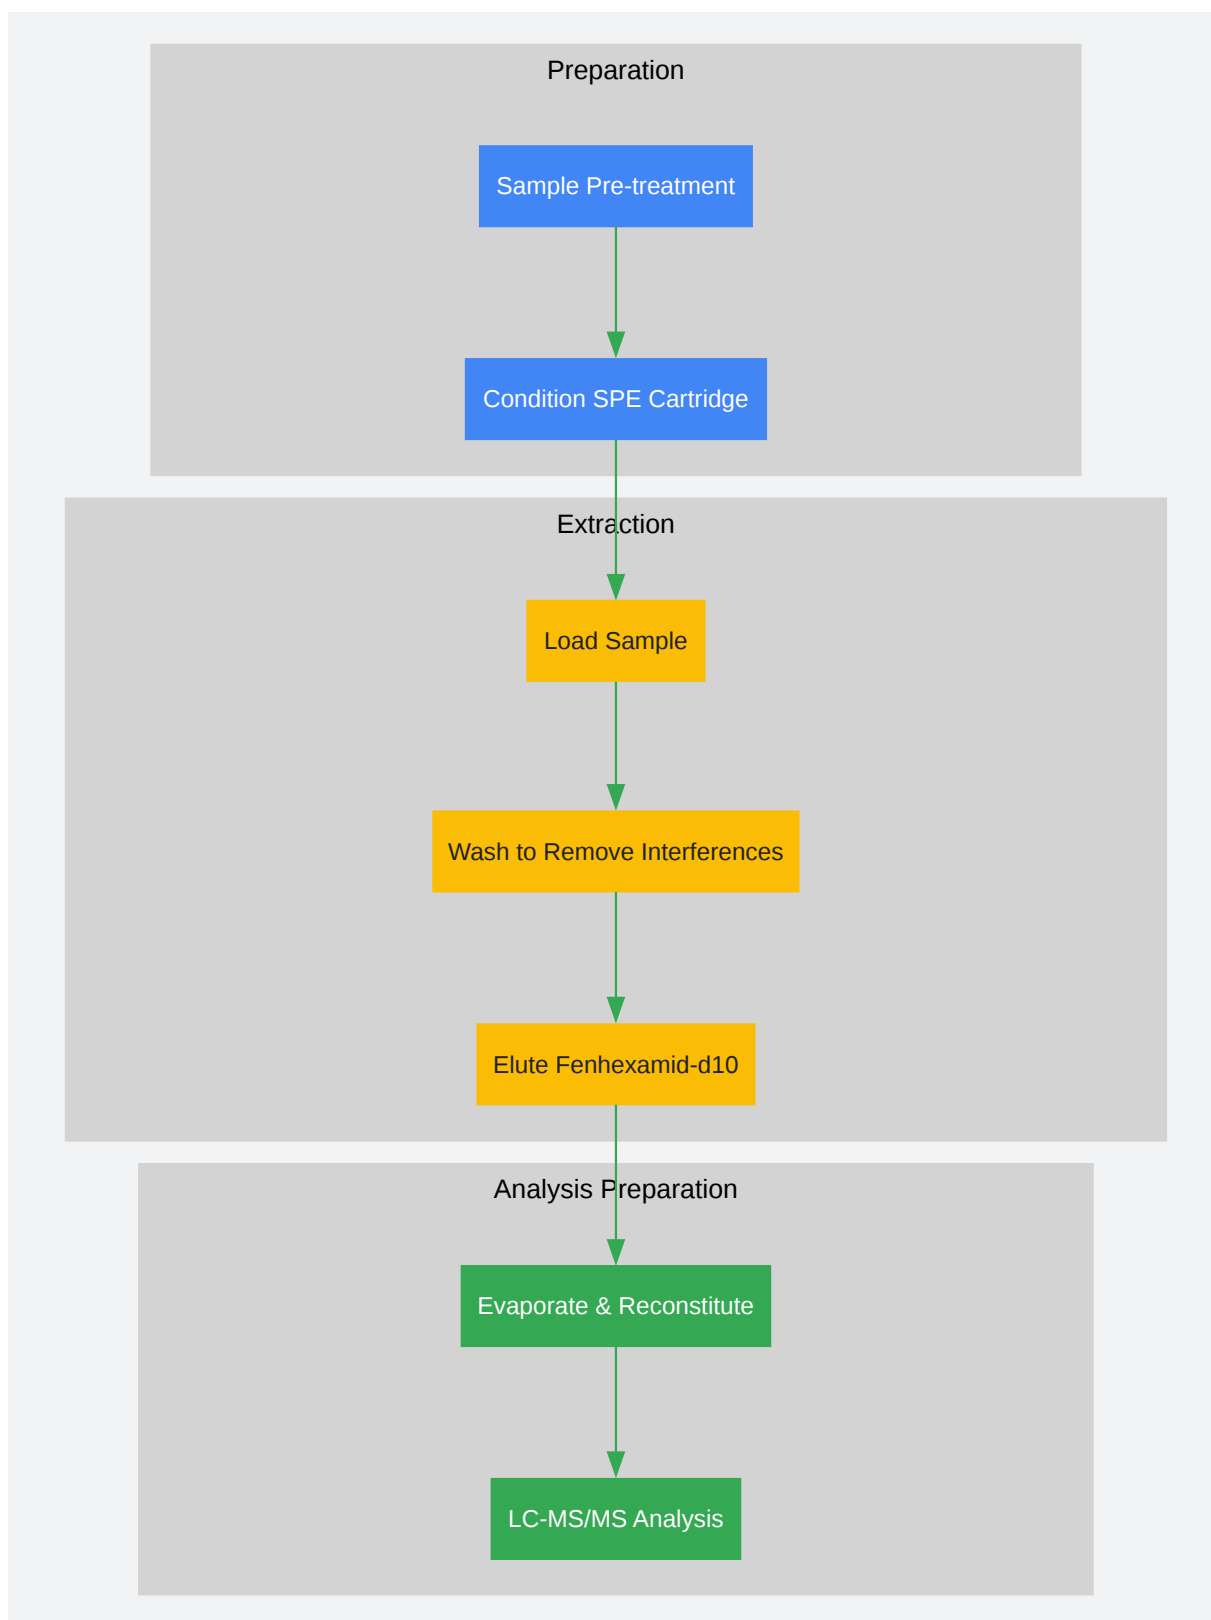 Preparation
Sample Pre-treatment
Condition SPE Cartridge
Extraction
Load Sample
Wash to Remove Interferences
Elute Fenhexamid-d10
Analysis Preparation
Evaporate & Reconstitute
LC-MS/MS Analysis